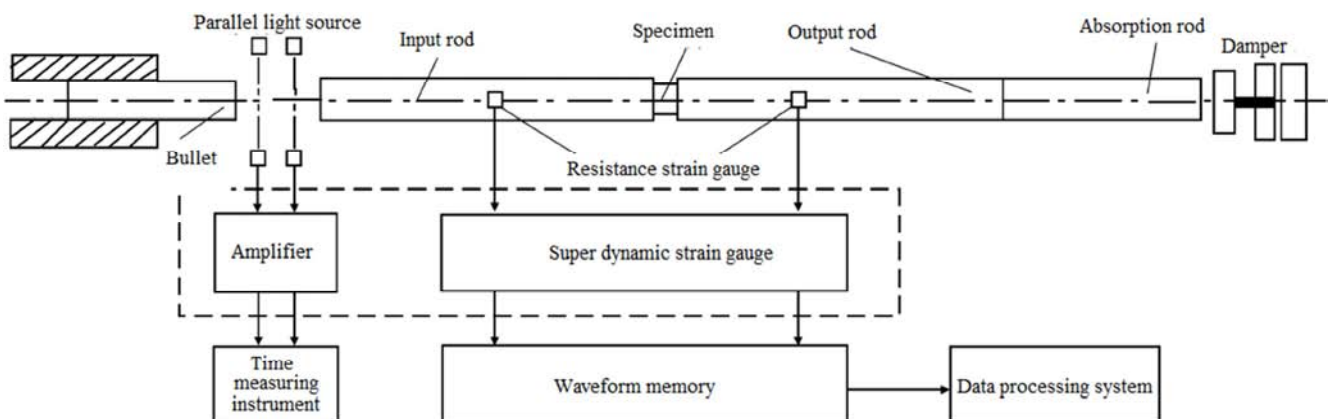 Parallel light source
Input rod
Specimen
Output rod
Absorption rod
Damper
Bullet
Resistance strain gauge
Amplifier
Super dynamic strain gauge
Time
measuring
instrument
Waveform memory
Data processing system